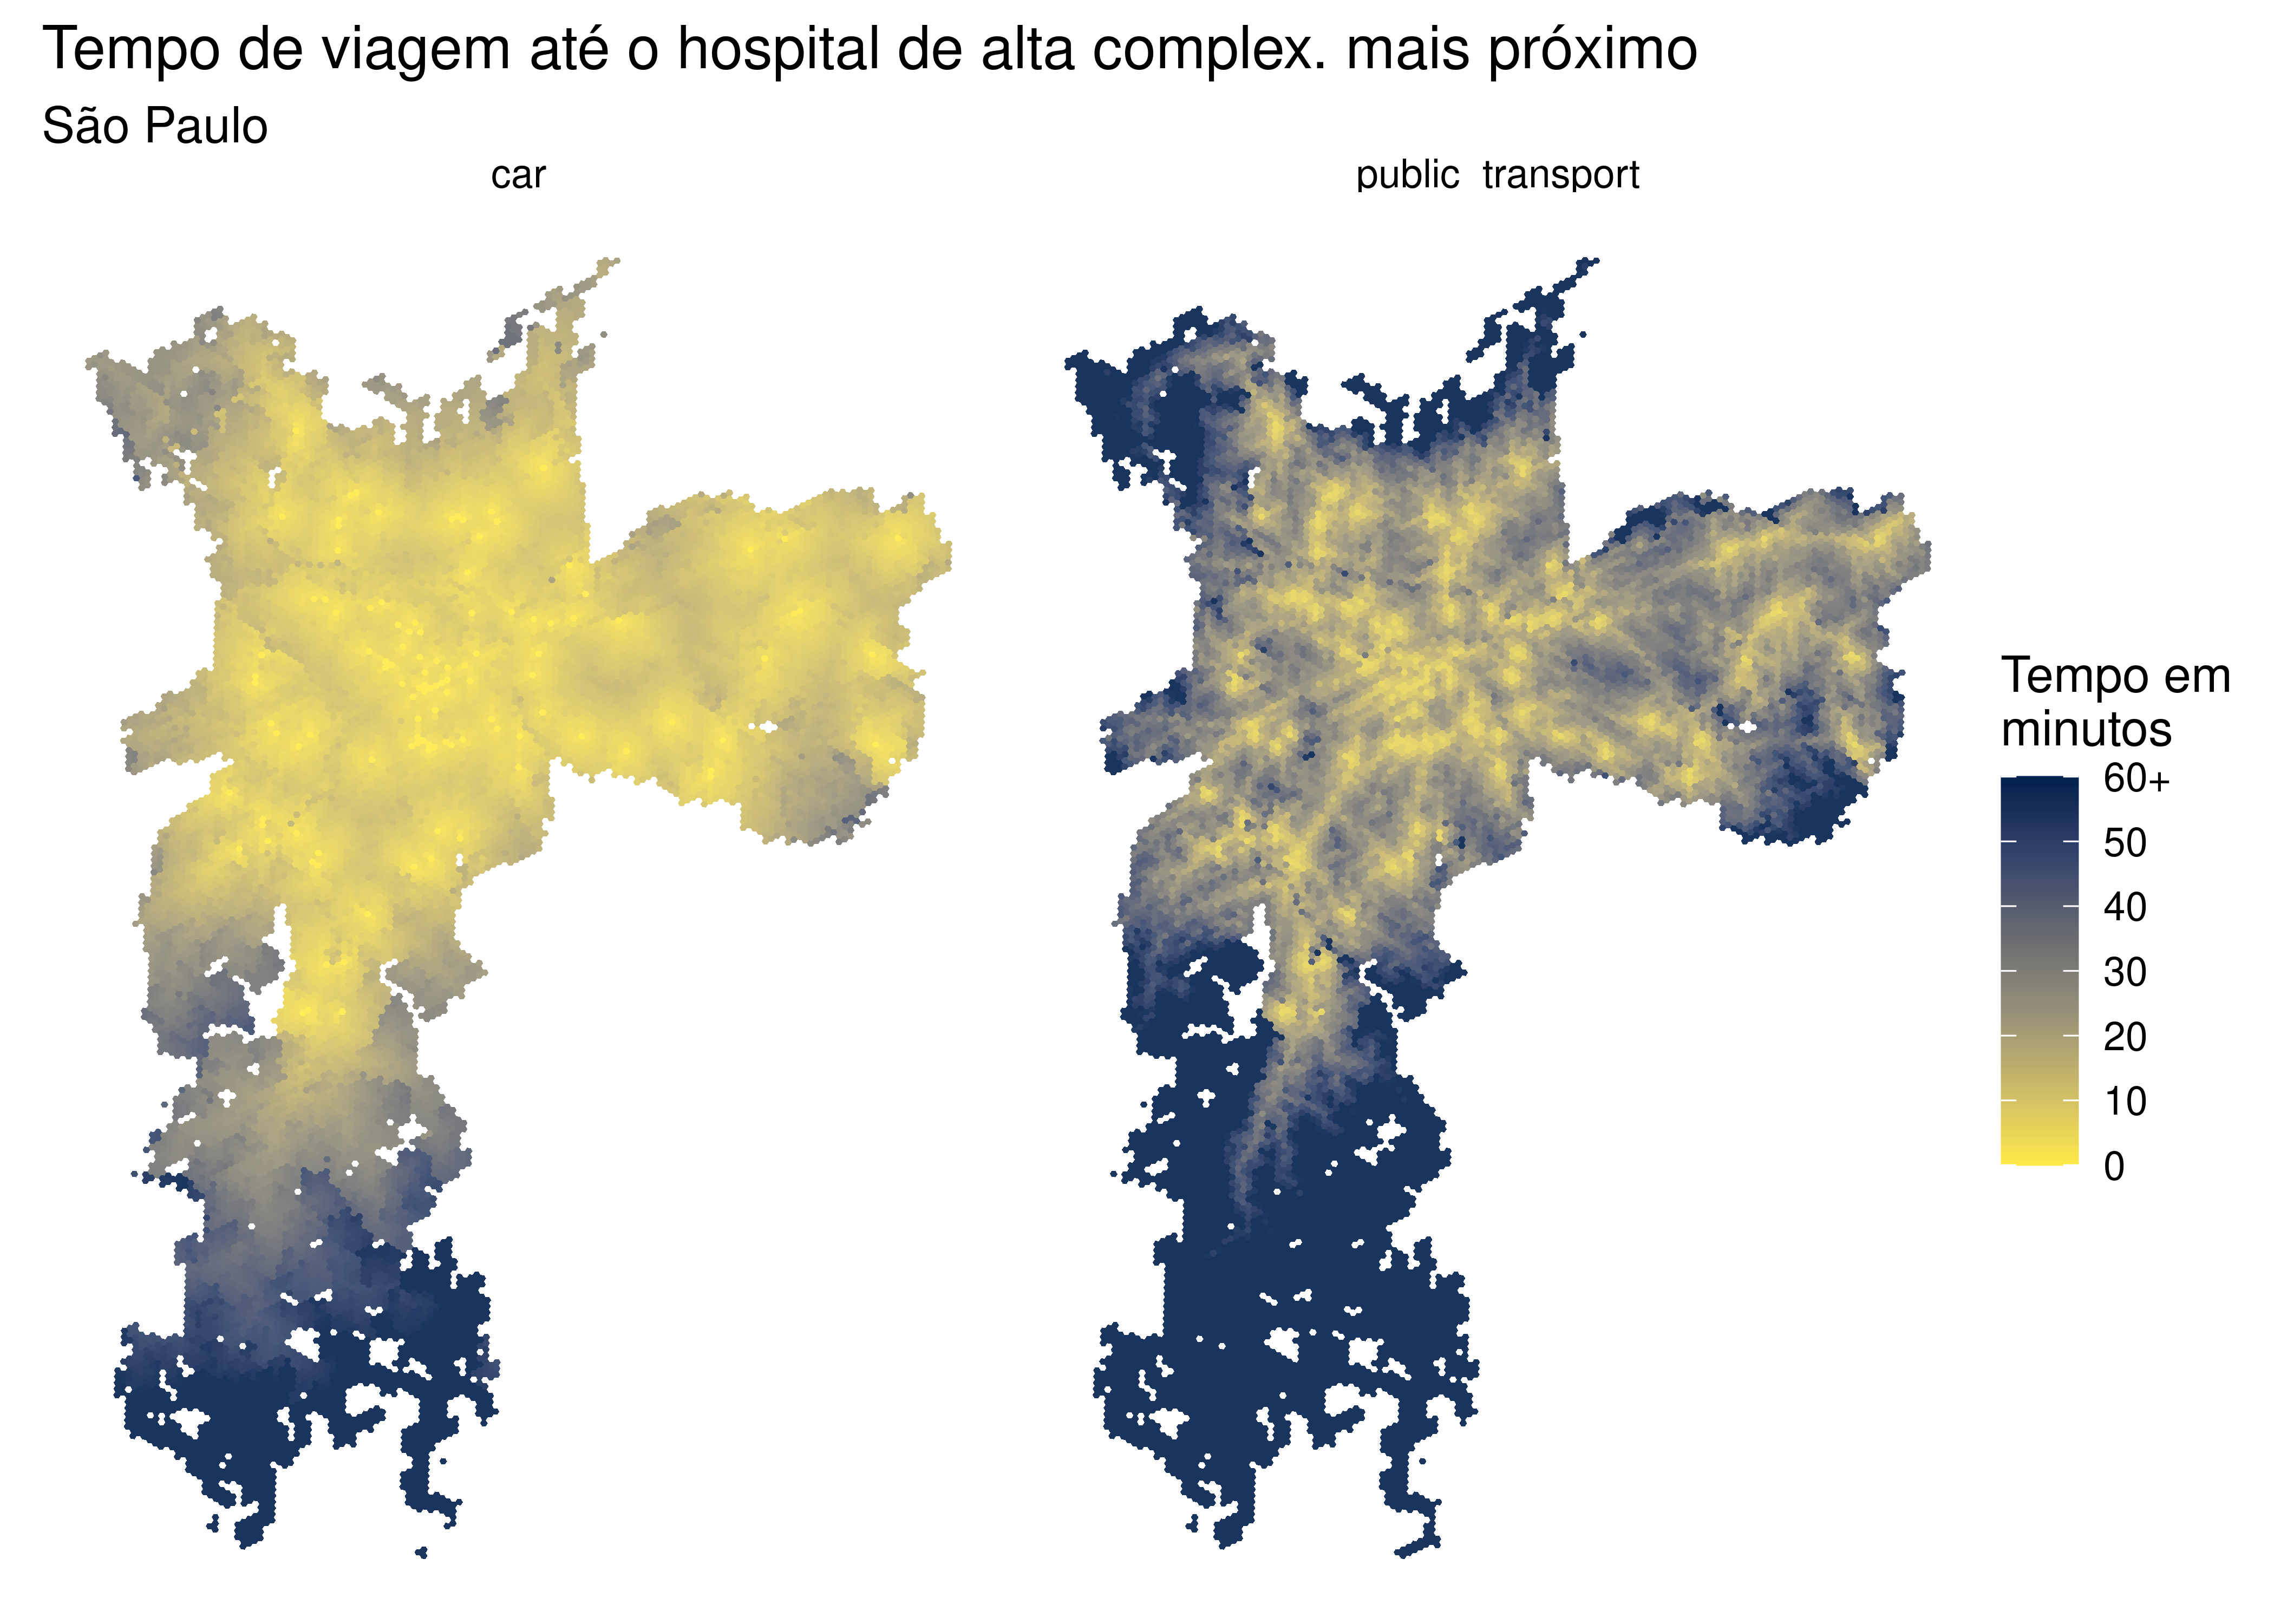 Tempo de viagem até o hospital de alta complex. mais próximo
São Paulo
car
public transport
Tempo em
minutos
60+
50
40
30
20
10
0